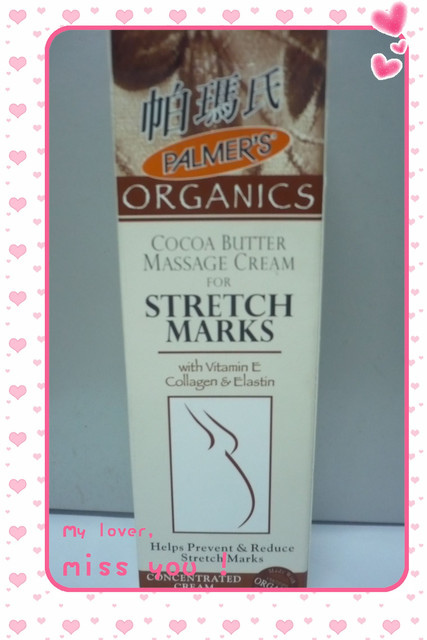 帕瑪氏
PALMER'S®
ORGANICS
COCOA BUTTER
MASSAGE CREAM
FOR
STRETCH
MARKS
with Vitamin E
Collagen & Elastin
Helps Prevent & Reduce
Stretch Marks
CONCENTRATED
CREAM
My lover,
miss you !